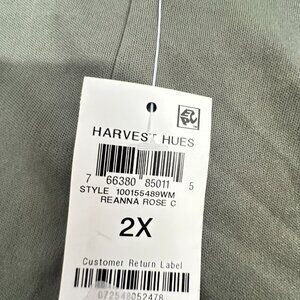 HARVEST HUES
7 66380 85011 5
STYLE 100155489WM
REANNA ROSE C
2X
Customer Return Label
072548052478